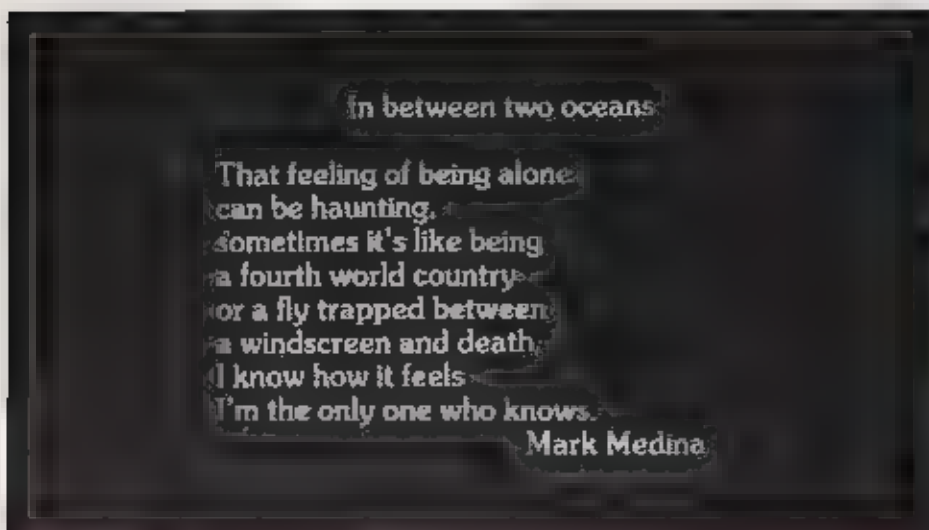 In between two oceans
That feeling of being alone
can be haunting,
sometimes it's like being
a fourth world country
or a fly trapped between
a windscreen and death,
I know how it feels
I'm the only one who knows.
Mark Medina